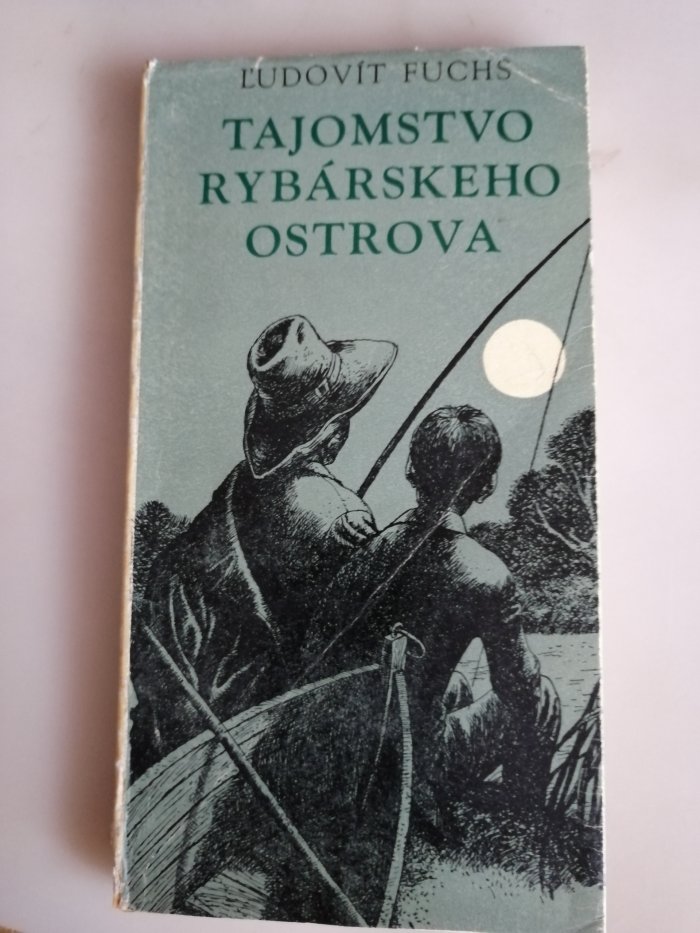 ĽUDOVÍT FUCHS
TAJOMSTVO
RYBÁRSKEHO
OSTROVA